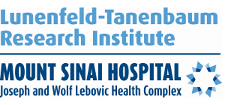 Lunenfeld-Tanenbaum
Research Institute
MOUNT SINAI HOSPITAL
Joseph and Wolf Lebovic Health Complex